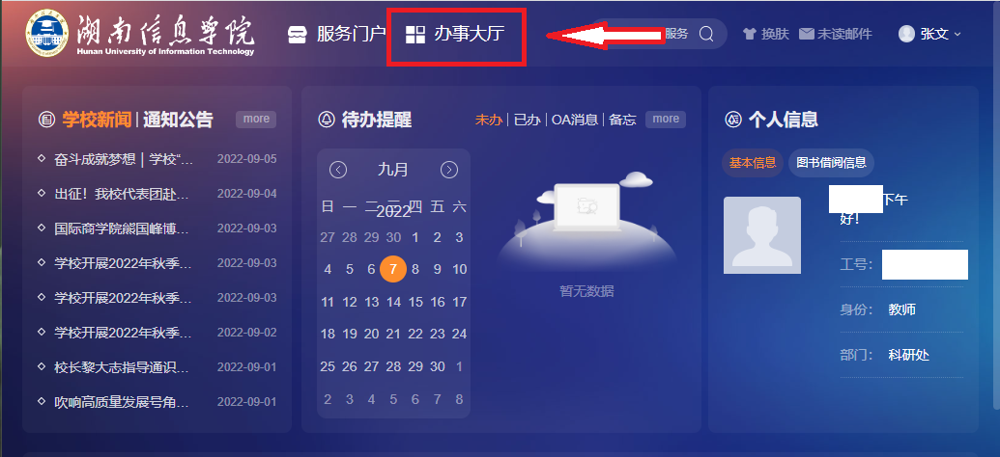 湖南信息学院
Hunan University of Information Technology
服务门户
办事大厅
服务
换肤
未读邮件
张文
学校新闻 | 通知公告
more
奋斗成就梦想｜学校“... 2022-09-05
出征！我校代表团赴... 2022-09-04
国际商学院熊国峰博... 2022-09-03
学校开展2022年秋季... 2022-09-03
学校开展2022年秋季... 2022-09-03
学校开展2022年秋季... 2022-09-02
校长黎大志指导通识... 2022-09-01
吹响高质量发展号角... 2022-09-01
待办提醒
未办 | 已办 | OA消息 | 备忘
more
九月
2022
日 一 二 三 四 五 六
27 28 29 30 1 2 3
4 5 6 7 8 9 10
11 12 13 14 15 16 17
18 19 20 21 22 23 24
25 26 27 28 29 30 1
2 3 4 5 6 7 8
暂无数据
个人信息
基本信息
图书借阅信息
下午
好！
工号：
身份： 教师
部门： 科研处